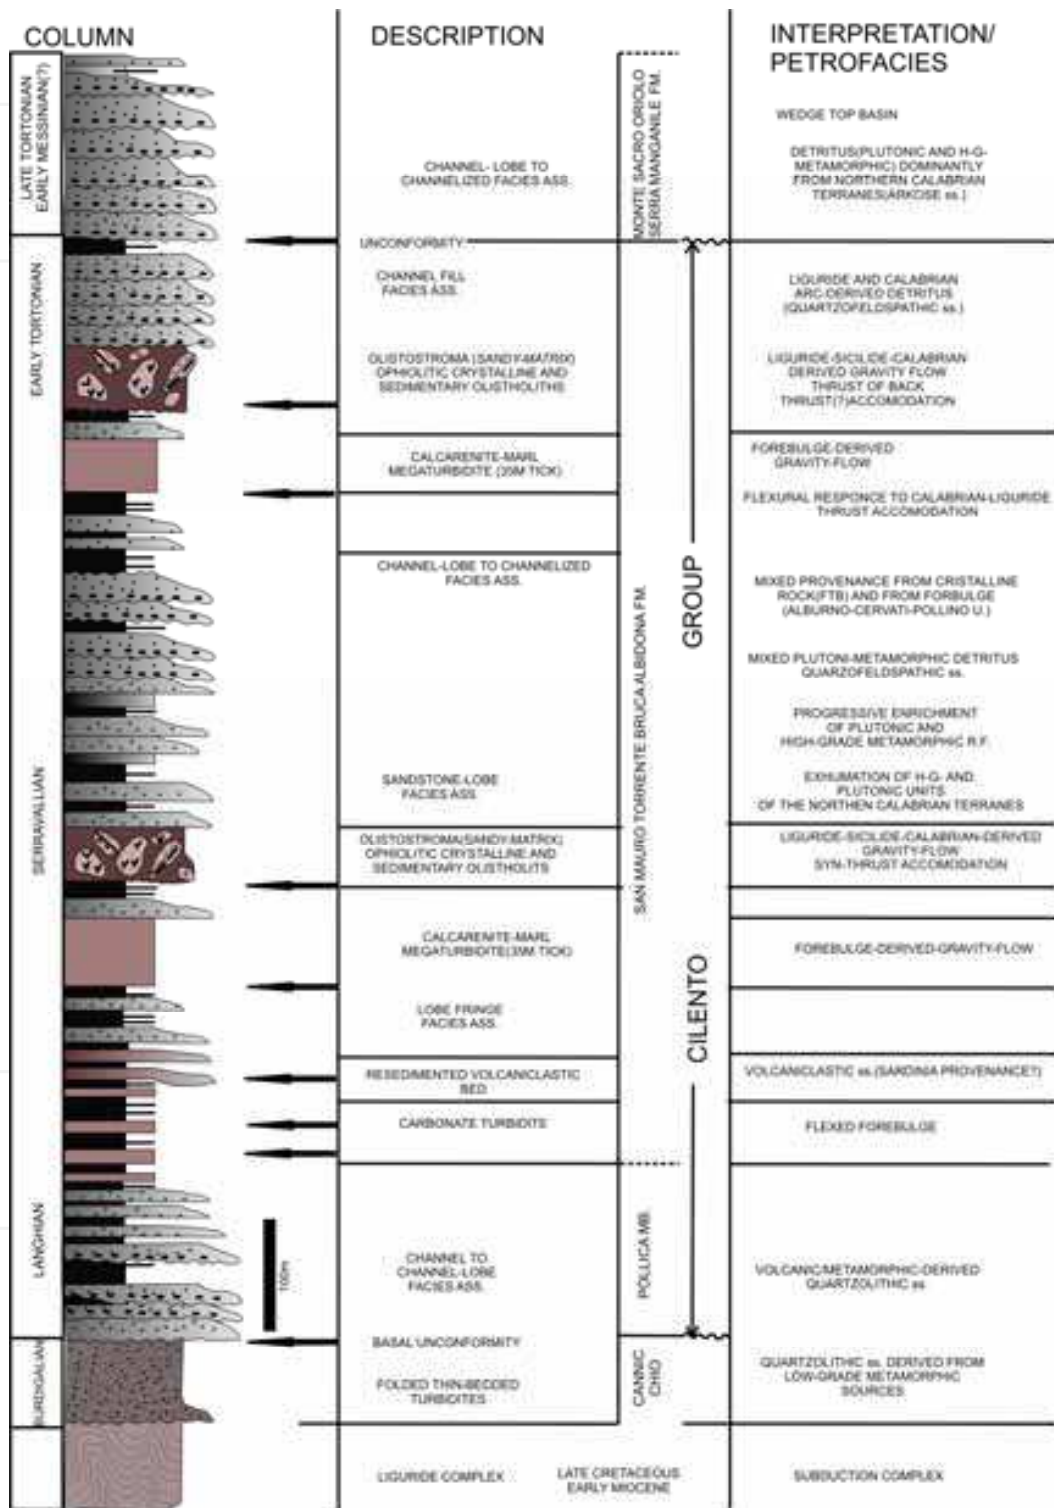 COLUMN
DESCRIPTION
INTERPRETATION/
PETROFACIES
LATE TORTONIAN
EARLY MESSINIAN(?)
EARLY TORTONIAN
SERRAVALLIAN
LANGHIAN
BURDIGALIAN
100m
CHANNEL- LOBE TO
CHANNELIZED FACIES ASS.
UNCONFORMITY
CHANNEL FILL
FACIES ASS.
OLISTOSTROMA (SANDY-MATRIX)
OPHIOLITIC CRYSTALLINE AND
SEDIMENTARY OLISTHOLITHS
CALCARENITE-MARL
MEGATURBIDITE (35M TICK)
CHANNEL-LOBE TO CHANNELIZED
FACIES ASS.
SANDSTONE-LOBE
FACIES ASS.
OLISTOSTROMA(SANDY-MATRIX)
OPHIOLITIC CRYSTALLINE AND
SEDIMENTARY OLISTHOLITS
CALCARENITE-MARL
MEGATURBIDITE(35M TICK)
LOBE FRINGE
FACIES ASS.
RESEDIMENTED VOLCANICLASTIC
BED
CARBONATE TURBIDITS
CHANNEL TO
CHANNEL-LOBE
FACIES ASS.
BASAL UNCONFORMITY
FOLDED THIN-BEDDED
TURBIDITES
LIGURIDE COMPLEX
LATE CRETACEOUS
EARLY MIOCENE
MONTE SACRO ORIOLO
SERRA MANGANILE FM.
SAN MAURO TORRENTE BRUCA ALBIDONA FM.
POLLICA MB.
CANNIC
CHIO
GROUP
CILENTO
WEDGE TOP BASIN
DETRITUS(PLUTONIC AND H-G-
METAMORPHIC) DOMINANTLY
FROM NORTHERN CALABRIAN
TERRANES(ARKOSE ss.)
LIGURIDE AND CALABRIAN
ARC-DERIVED DETRITUS
(QUARTZOFELDSPATHIC ss.)
LIGURIDE-SICILIDE-CALABRIAN
DERIVED GRAVITY FLOW
THRUST OF BACK
THRUST(?)ACCOMODATION
FOREBULGE-DERIVED
GRAVITY-FLOW
FLEXURAL RESPONCE TO CALABRIAN-LIGURIDE
THRUST ACCOMODATION
MIXED PROVENANCE FROM CRISTALLINE
ROCK(FTB) AND FROM FORBULGE
(ALBURNO-CERVATI-POLLINO U.)
MIXED PLUTONI-METAMORPHIC DETRITUS
QUARZOFELDSPATHIC ss.
PROGRESSIVE ENRICHMENT
OF PLUTONIC AND
HIGH-GRADE METAMORPHIC R.F.
EXHUMATION OF H-G- AND
PLUTONIC UNITS
OF THE NORTHEN CALABRIAN TERRANES
LIGURIDE-SICILIDE-CALABRIAN-DERIVED
GRAVITY-FLOW
SYN-THRUST ACCOMODATION
FOREBULGE-DERIVED-GRAVITY-FLOW
VOLCANICLASTIC ss.(SARDINIA PROVENANCE?)
FLEXED FOREBULGE
VOLCANIC/METAMORPHIC-DERIVED
QUARTZOLITHIC ss
QUARTZOLITHIC ss. DERIVED FROM
LOW-GRADE METAMORPHIC
SOURCES
SUBDUCTION COMPLEX